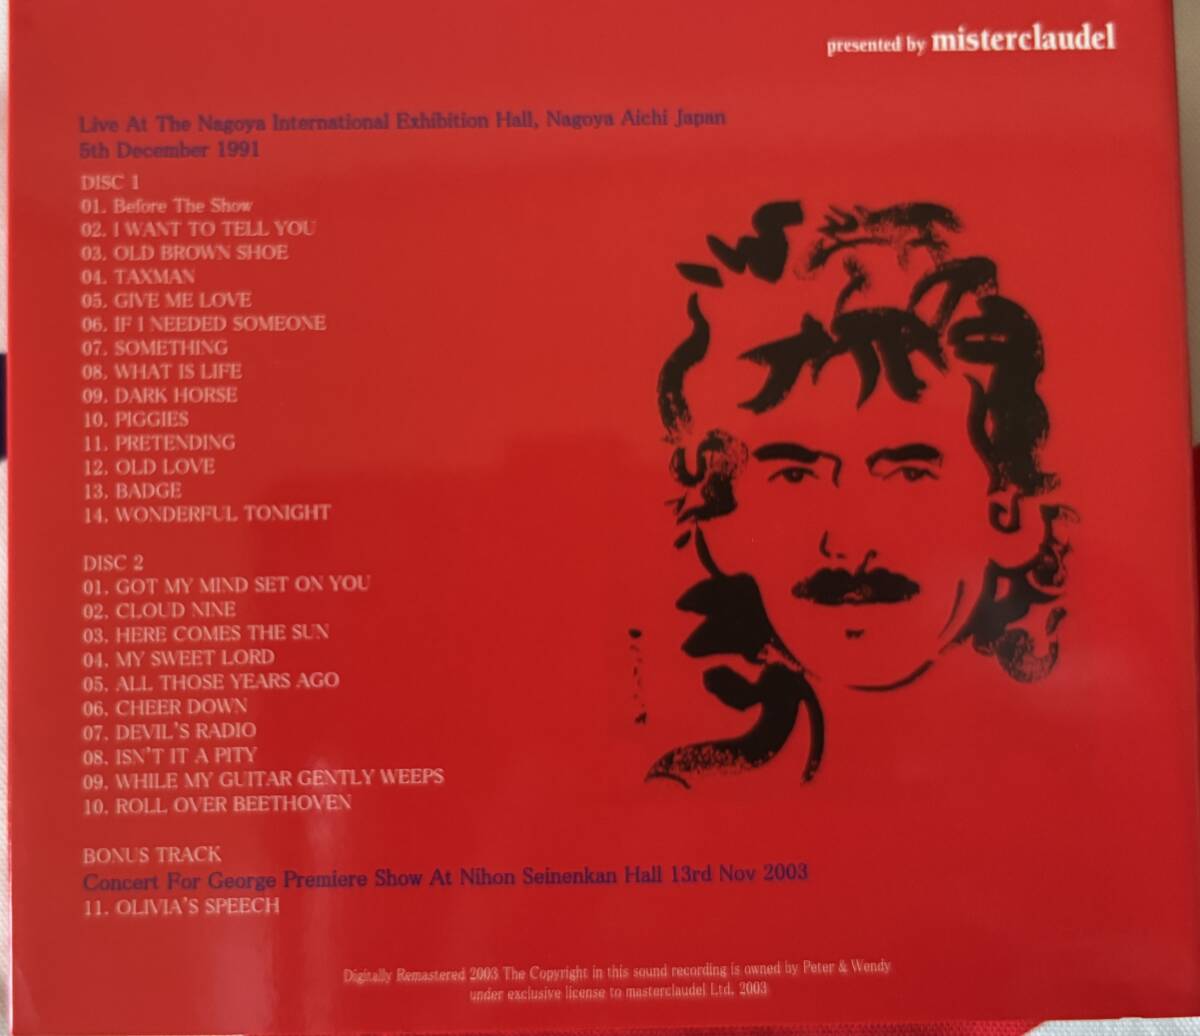 presented by misterclaudel
Live At The Nagoya International Exhibition Hall, Nagoya Aichi Japan
5th December 1991
DISC 1
01. Before The Show
02. I WANT TO TELL YOU
03. OLD BROWN SHOE
04. TAXMAN
05. GIVE ME LOVE
06. IF I NEEDED SOMEONE
07. SOMETHING
08. WHAT IS LIFE
09. DARK HORSE
10. PIGGIES
11. PRETENDING
12. OLD LOVE
13. BADGE
14. WONDERFUL TONIGHT
DISC 2
01. GOT MY MIND SET ON YOU
02. CLOUD NINE
03. HERE COMES THE SUN
04. MY SWEET LORD
05. ALL THOSE YEARS AGO
06. CHEER DOWN
07. DEVIL'S RADIO
08. ISN'T IT A PITY
09. WHILE MY GUITAR GENTLY WEEPS
10. ROLL OVER BEETHOVEN
BONUS TRACK
Concert For George Premiere Show At Nihon Seinenkan Hall 13rd Nov 2003
11. OLIVIA'S SPEECH
Digitally Remastered 2003 The Copyright in this sound recording is owned by Peter & Wendy
under exclusive license to masterclaudel Ltd. 2003